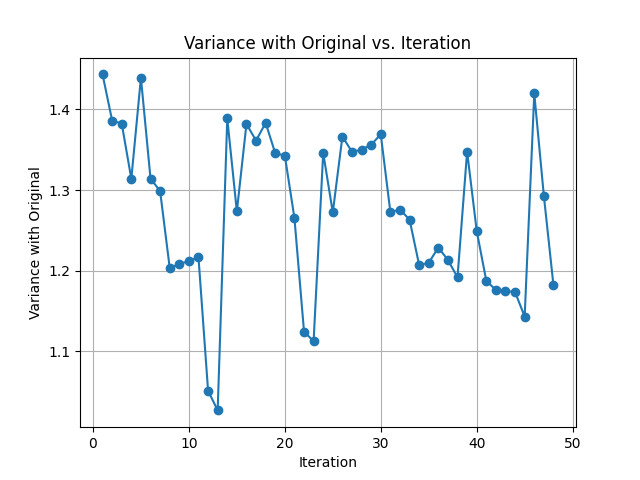 Variance with Original vs. Iteration
Variance with Original
1.4
1.3
1.2
1.1
0 10 20 30 40 50
Iteration